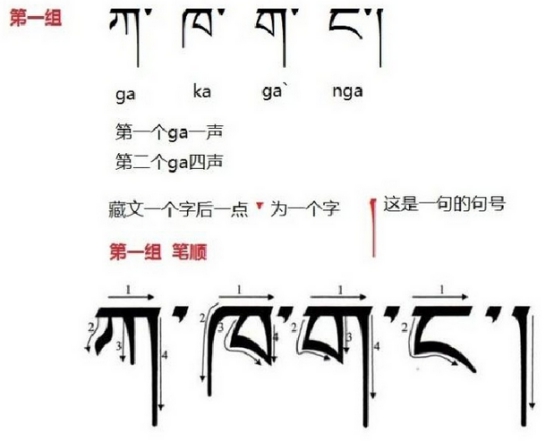 第一组 ཀ་ ཁ་ ག་ ང་།
ga ka ga` nga
第一个ga一声
第二个ga四声
藏文一个字后一点 ་ 为一个字 ། 这是一句的句号
第一组 笔顺
1 1 1 1
2 3 4 2 3 4 2 3 4 2
ཀ་ཁ་ག་ང་།